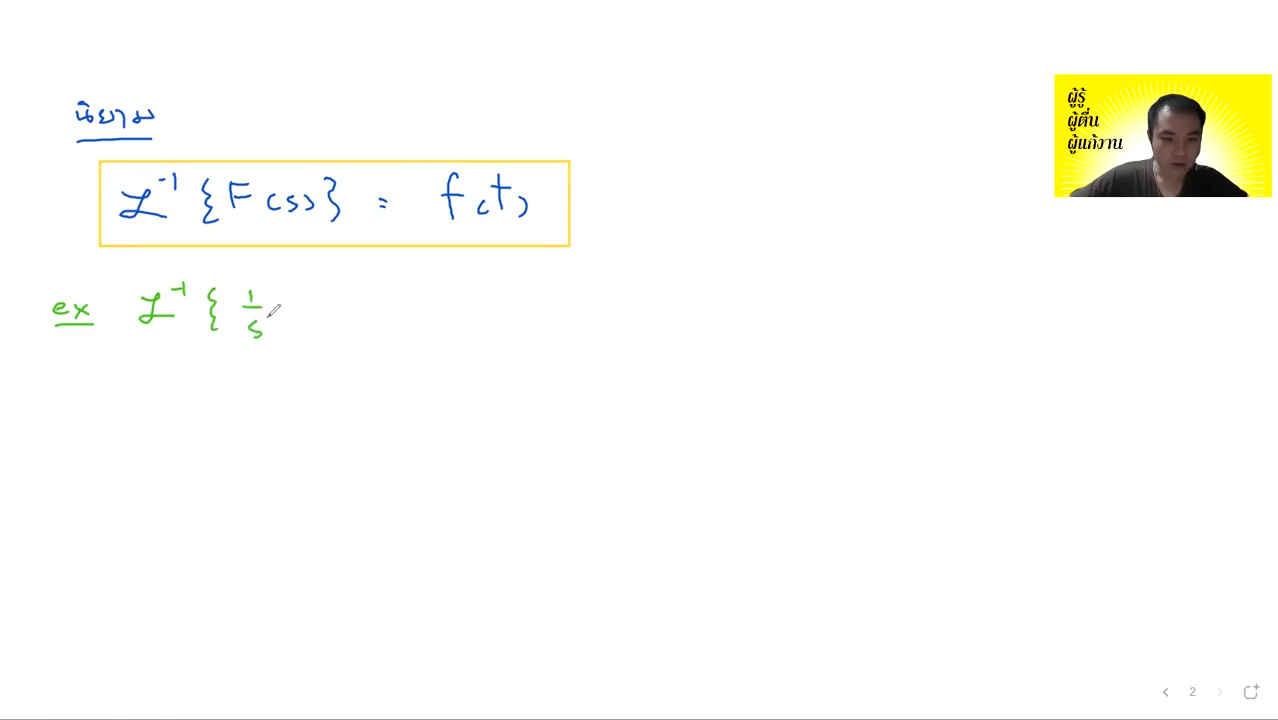 นิยาม
ℒ⁻¹ {F(s)} = f(t)
ex ℒ⁻¹ { 1/s
ผู้รู้
ผู้ตื่น
ผู้แก้งาน
2